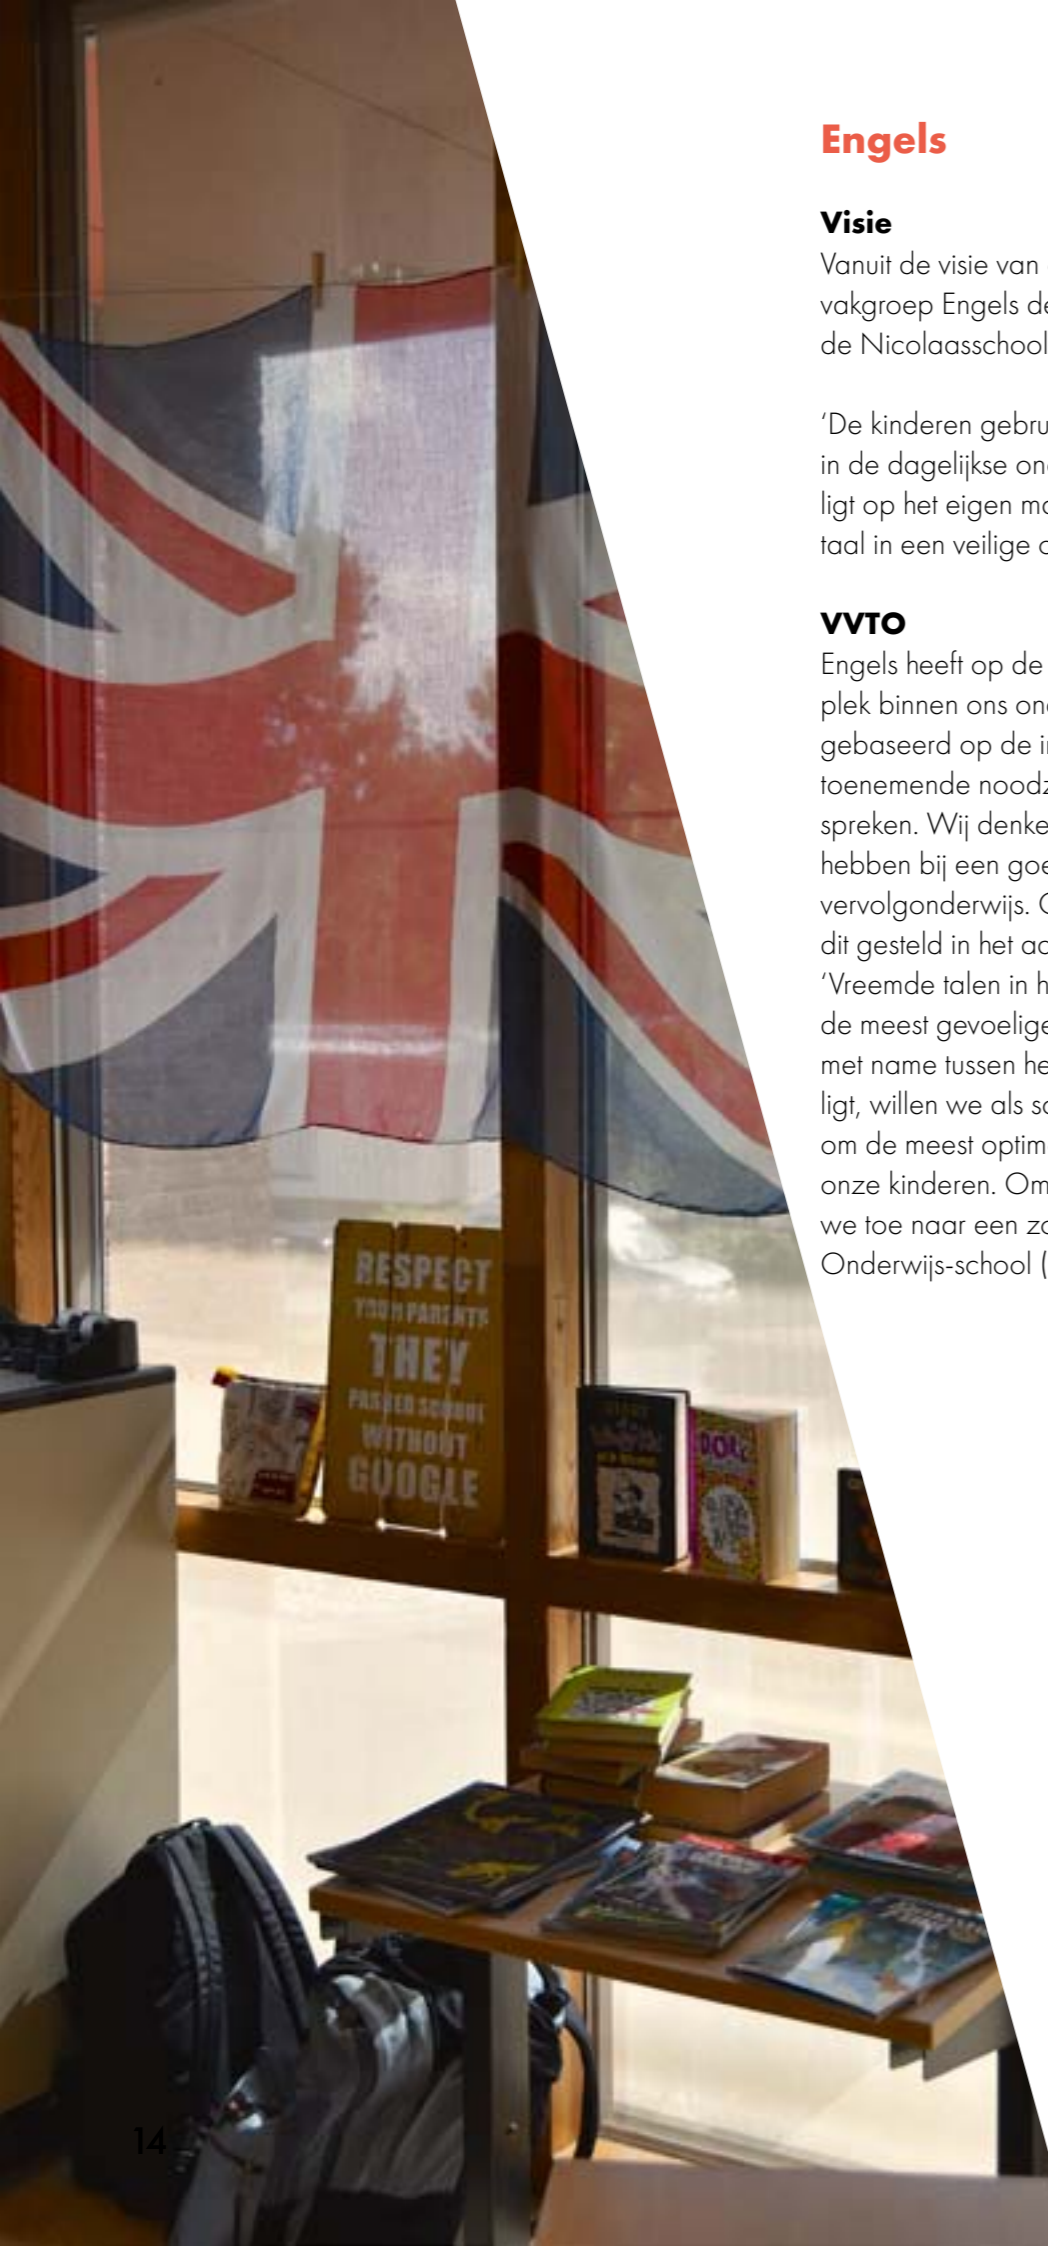 Engels
Visie
Vanuit de visie van
vakgroep Engels de
de Nicolaasschool
‘De kinderen gebru
in de dagelijkse on
ligt op het eigen ma
taal in een veilige o
VVTO
Engels heeft op de
plek binnen ons on
gebaseerd op de i
toenemende noodz
spreken. Wij denke
hebben bij een goe
vervolgonderwijs. O
dit gesteld in het a
‘Vreemde talen in h
de meest gevoelige
met name tussen he
ligt, willen we als s
om de meest optim
onze kinderen. Om
we toe naar een z
Onderwijs-school (
RESPECT
YOUR PARENTS
THEY
PASSED SCHOOL
WITHOUT
GOOGLE
14